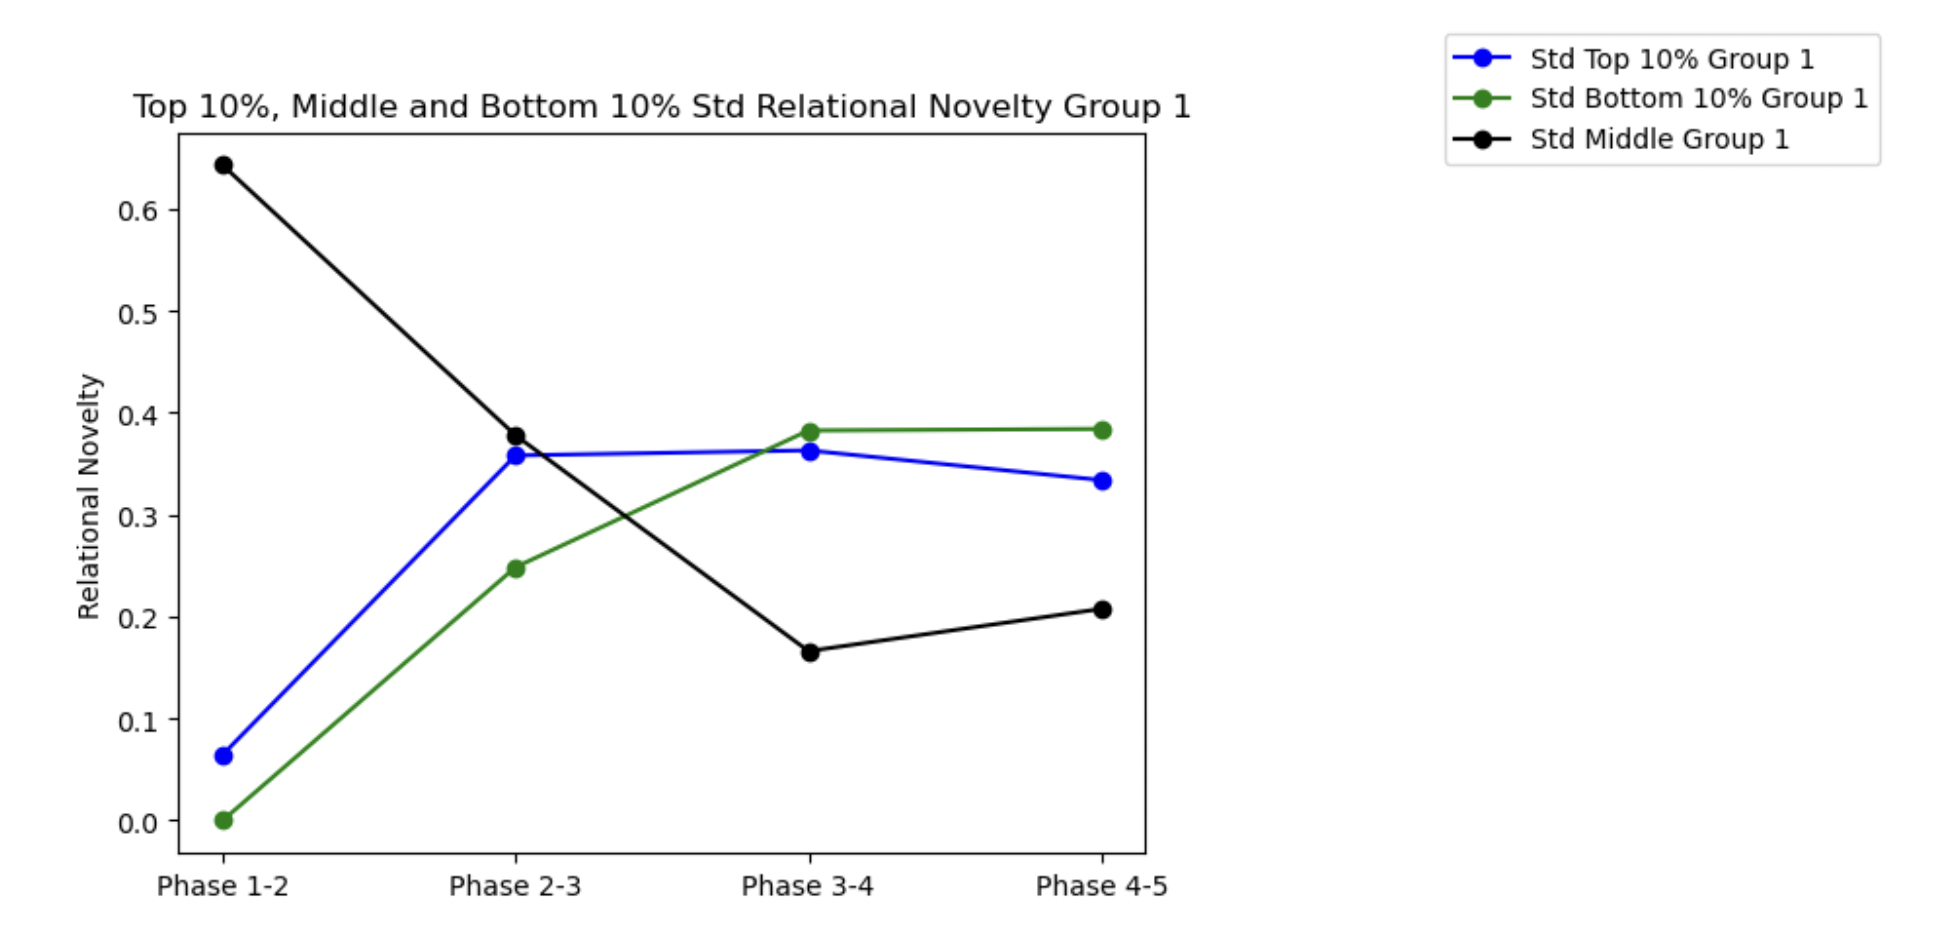 Std Top 10% Group 1
Std Bottom 10% Group 1
Std Middle Group 1
Top 10%, Middle and Bottom 10% Std Relational Novelty Group 1
Relational Novelty
0.6
0.5
0.4
0.3
0.2
0.1
0.0
Phase 1-2 Phase 2-3 Phase 3-4 Phase 4-5